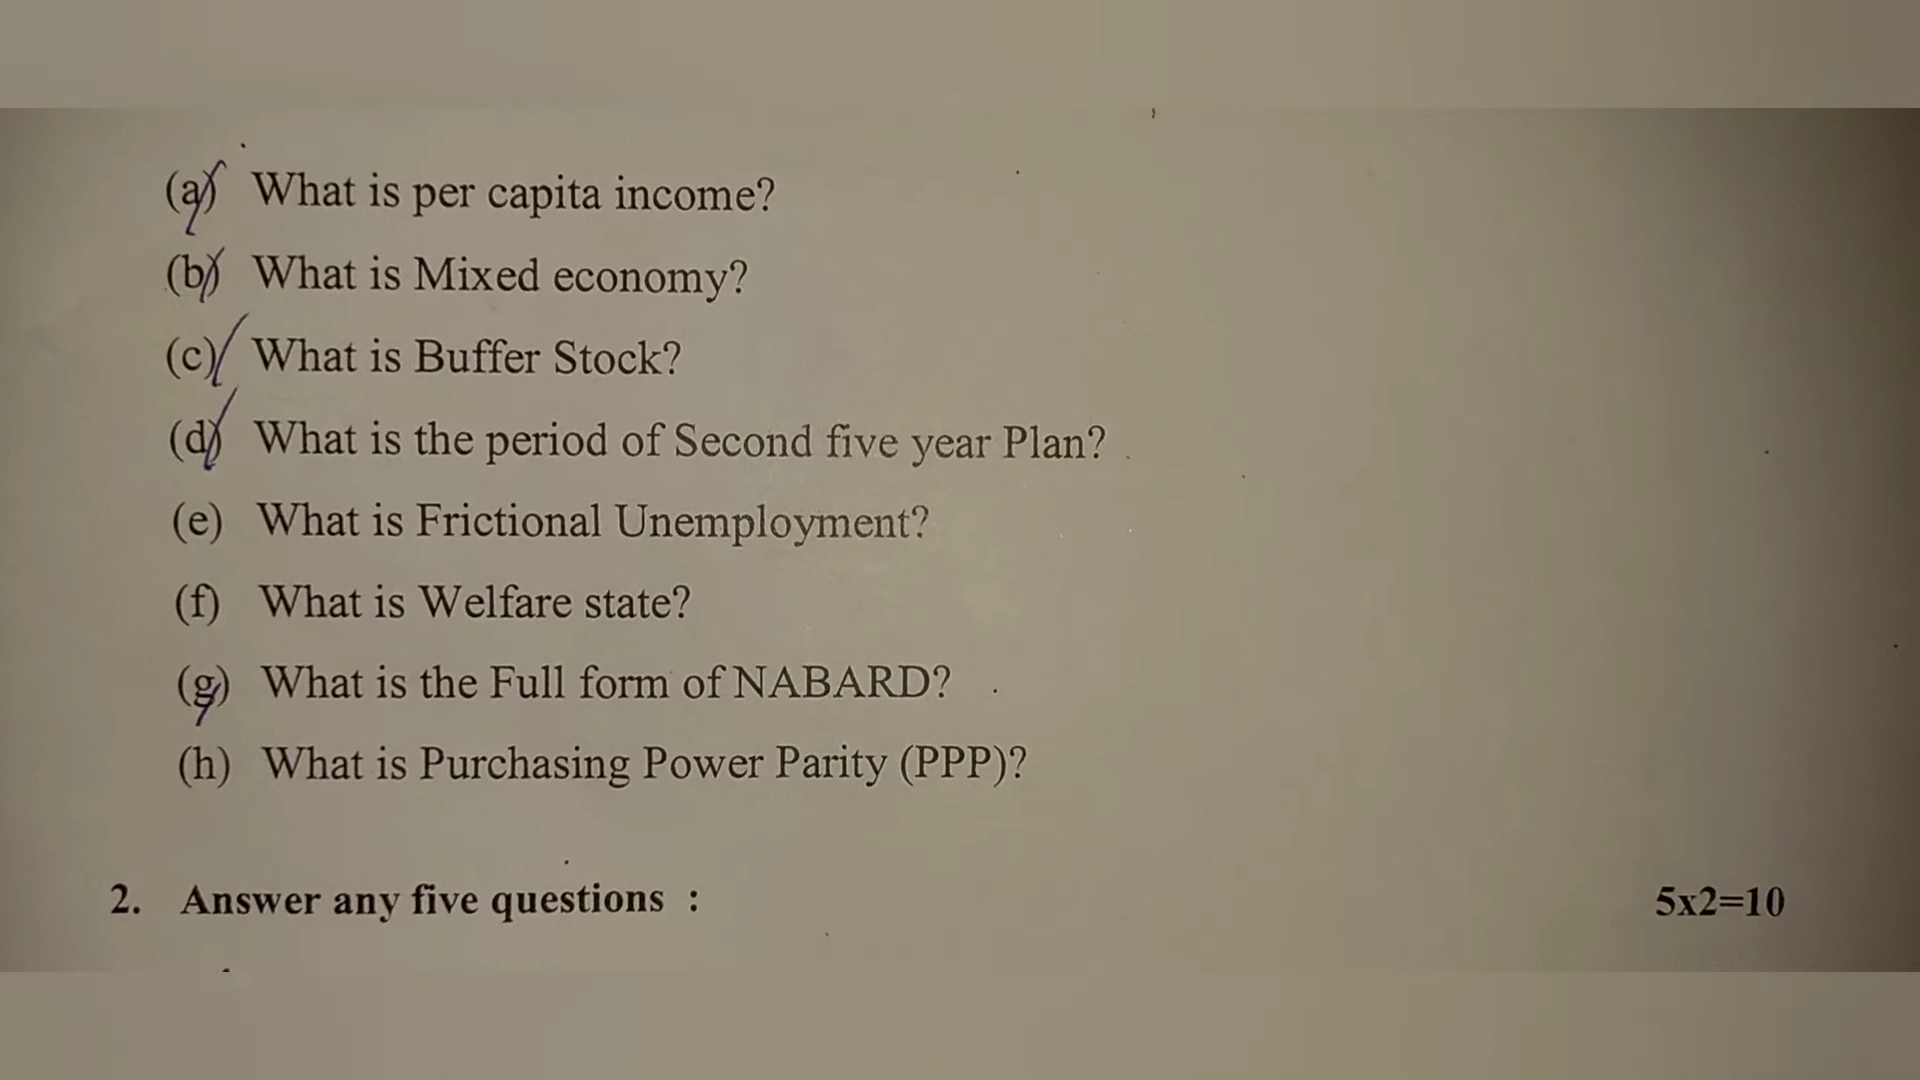 (a) What is per capita income?
(b) What is Mixed economy?
(c) What is Buffer Stock?
(d) What is the period of Second five year Plan?
(e) What is Frictional Unemployment?
(f) What is Welfare state?
(g) What is the Full form of NABARD?
(h) What is Purchasing Power Parity (PPP)?
2. Answer any five questions : 5x2=10